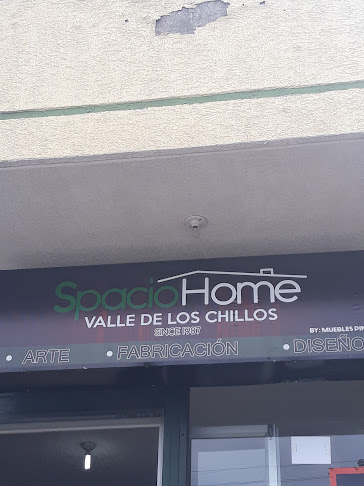 SpacioHome
VALLE DE LOS CHILLOS
SINCE 1987
BY: MUEBLES
• ARTE • FABRICACIÓN • DISEÑO